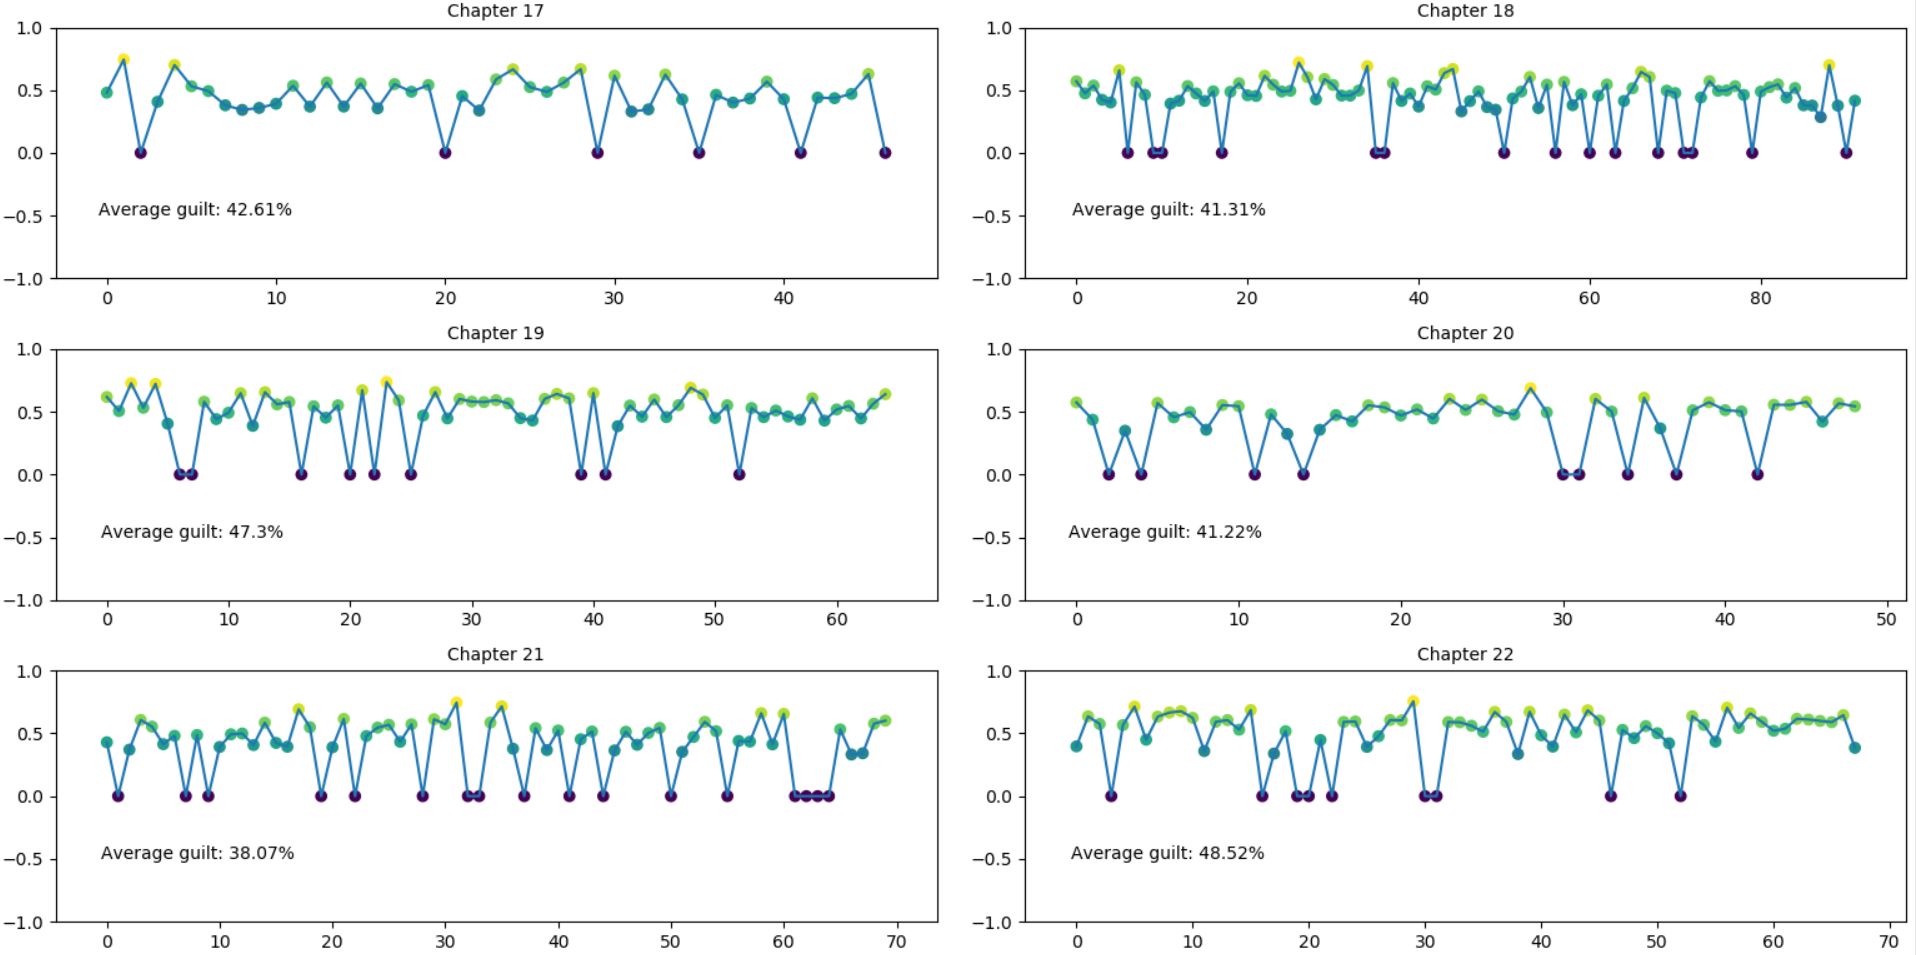 Chapter 17
1.0
0.5
0.0
−0.5
−1.0
Average guilt: 42.61%
0 10 20 30 40
Chapter 18
1.0
0.5
0.0
−0.5
−1.0
Average guilt: 41.31%
0 20 40 60 80
Chapter 19
1.0
0.5
0.0
−0.5
−1.0
Average guilt: 47.3%
0 10 20 30 40 50 60
Chapter 20
1.0
0.5
0.0
−0.5
−1.0
Average guilt: 41.22%
0 10 20 30 40 50
Chapter 21
1.0
0.5
0.0
−0.5
−1.0
Average guilt: 38.07%
0 10 20 30 40 50 60 70
Chapter 22
1.0
0.5
0.0
−0.5
−1.0
Average guilt: 48.52%
0 10 20 30 40 50 60 70